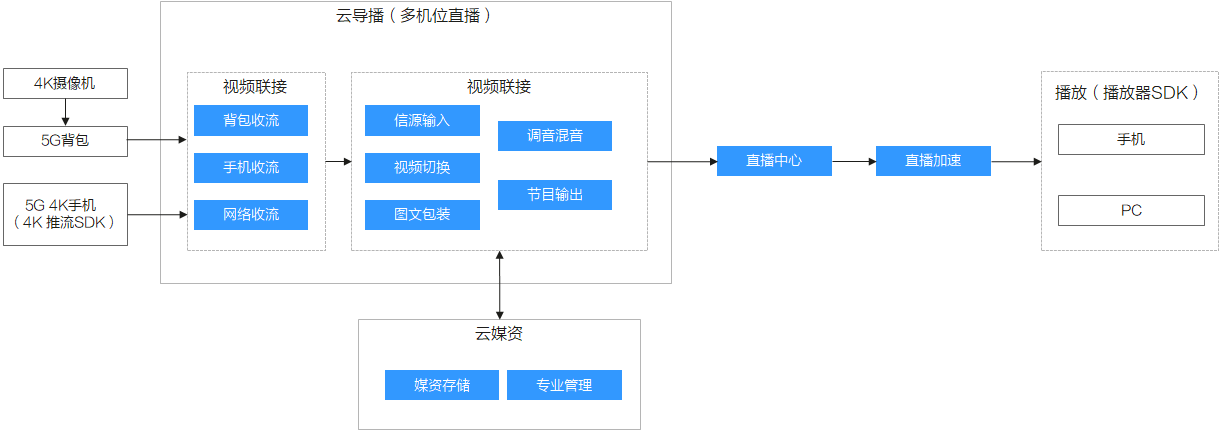 云导播（多机位直播）
4K摄像机
5G背包
5G 4K手机
（4K 推流SDK）
视频联接
背包收流
手机收流
网络收流
视频联接
信源输入
视频切换
图文包装
调音混音
节目输出
直播中心
直播加速
播放（播放器SDK）
手机
PC
云媒资
媒资存储
专业管理